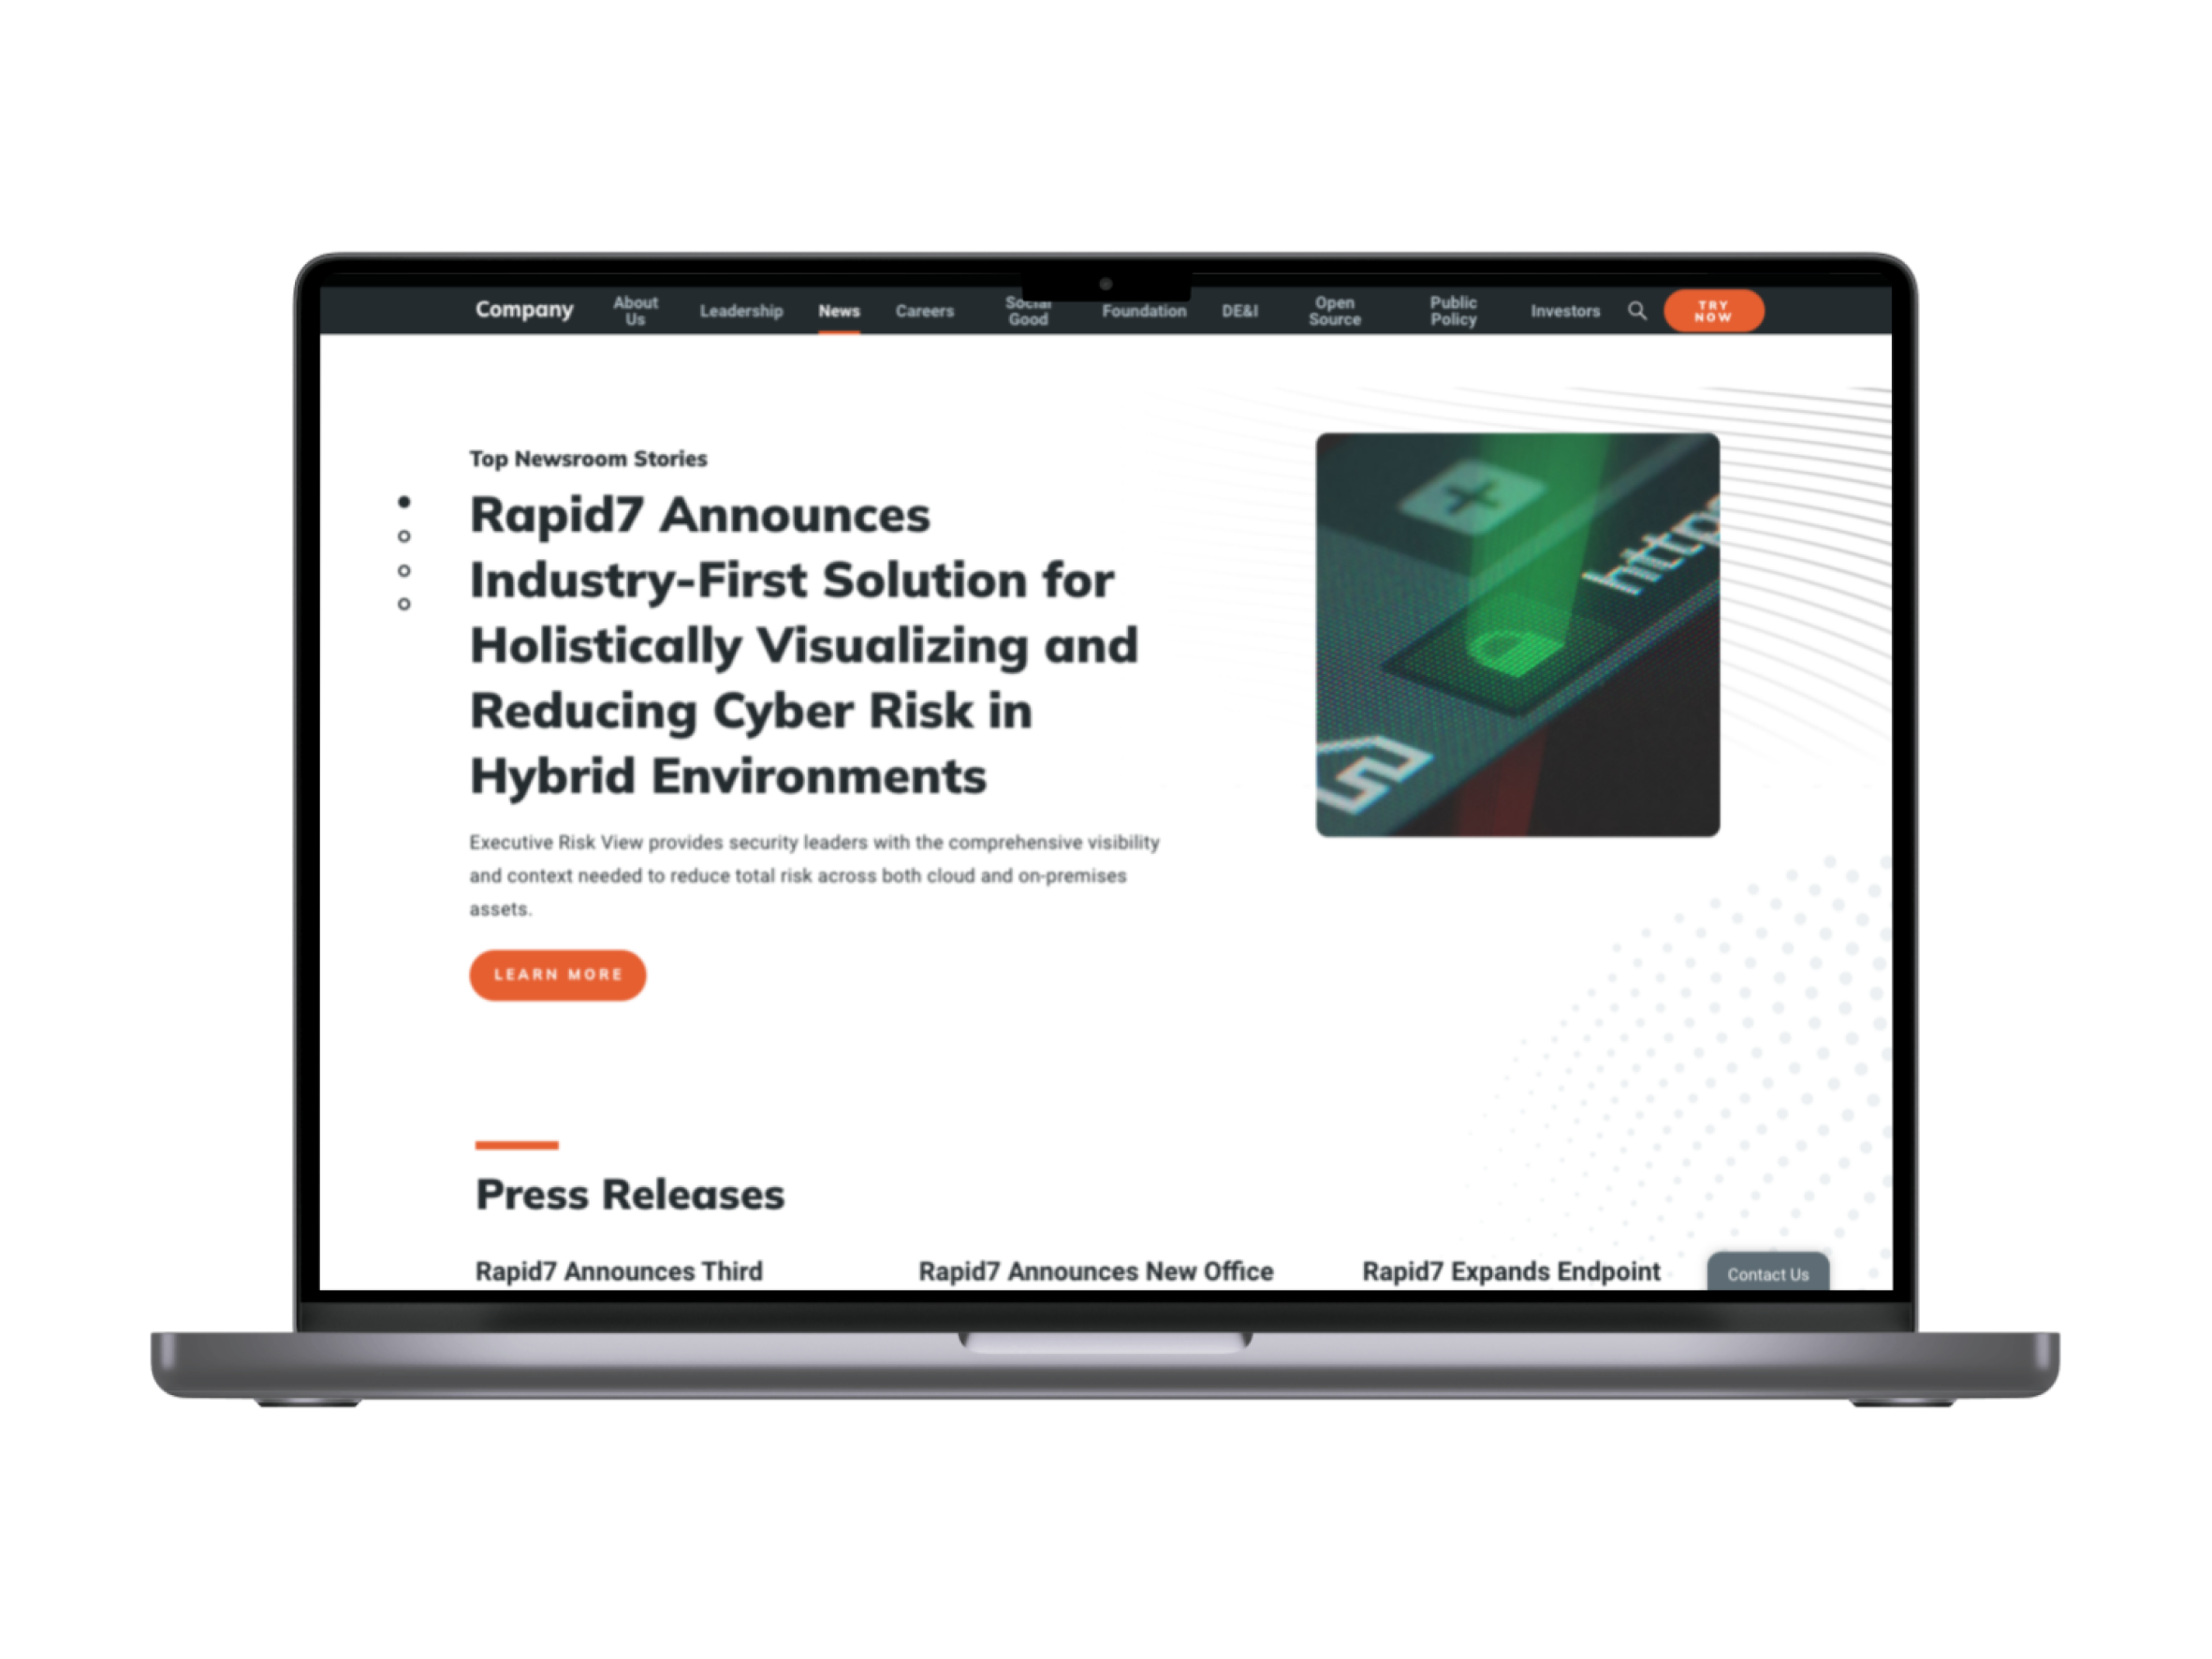 Company
About
Us
Leadership
News
Careers
Social
Good
Foundation
DE&I
Open
Source
Public
Policy
Investors
TRY
NOW
Top Newsroom Stories
Rapid7 Announces
Industry-First Solution for
Holistically Visualizing and
Reducing Cyber Risk in
Hybrid Environments
https
Executive Risk View provides security leaders with the comprehensive visibility
and context needed to reduce total risk across both cloud and on-premises
assets.
LEARN MORE
Press Releases
Rapid7 Announces Third
Rapid7 Announces New Office
Rapid7 Expands Endpoint
Contact Us